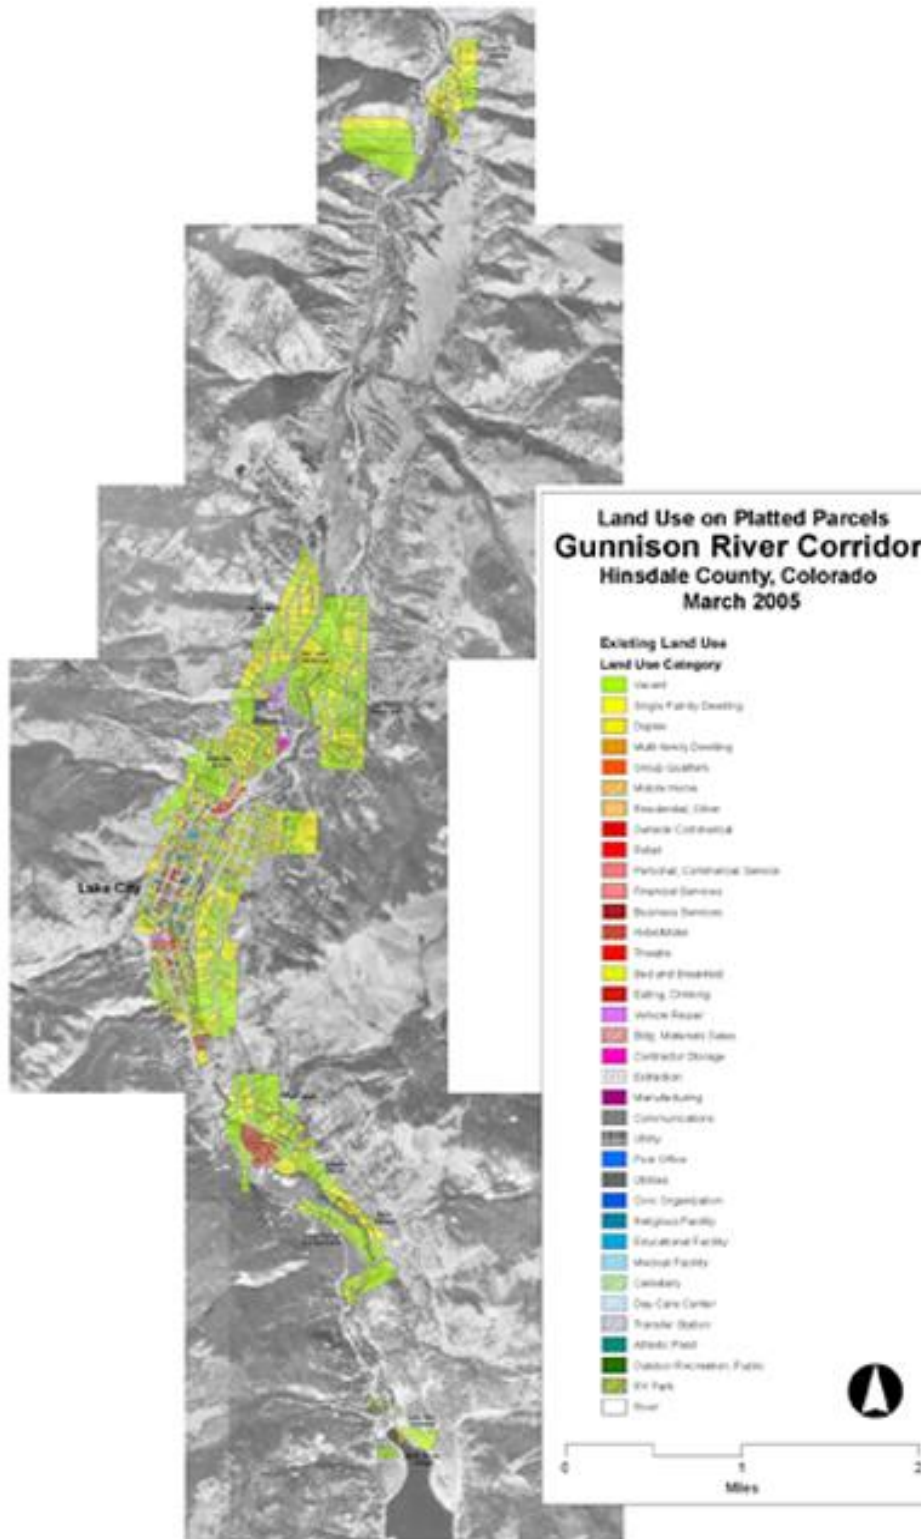 Lake City
Land Use on Platted Parcels
Gunnison River Corridor
Hinsdale County, Colorado
March 2005
Existing Land Use
Land Use Category
Vacant
Single Family Dwelling
Duplex
Multi-family Dwelling
Group Quarters
Mobile Home
Residential, Other
General Commercial
Retail
Personal, Commercial Service
Financial Services
Business Services
Hotel/Motel
Theatre
Bed and Breakfast
Eating, Drinking
Vehicle Repair
Bldg. Materials Sales
Contractor Storage
Extraction
Manufacturing
Communications
Utility
Post Office
Utilities
Civic Organization
Religious Facility
Educational Facility
Medical Facility
Cemetery
Day Care Center
Transfer Station
Athletic Field
Outdoor Recreation, Public
RV Park
River
0 1 2
Miles